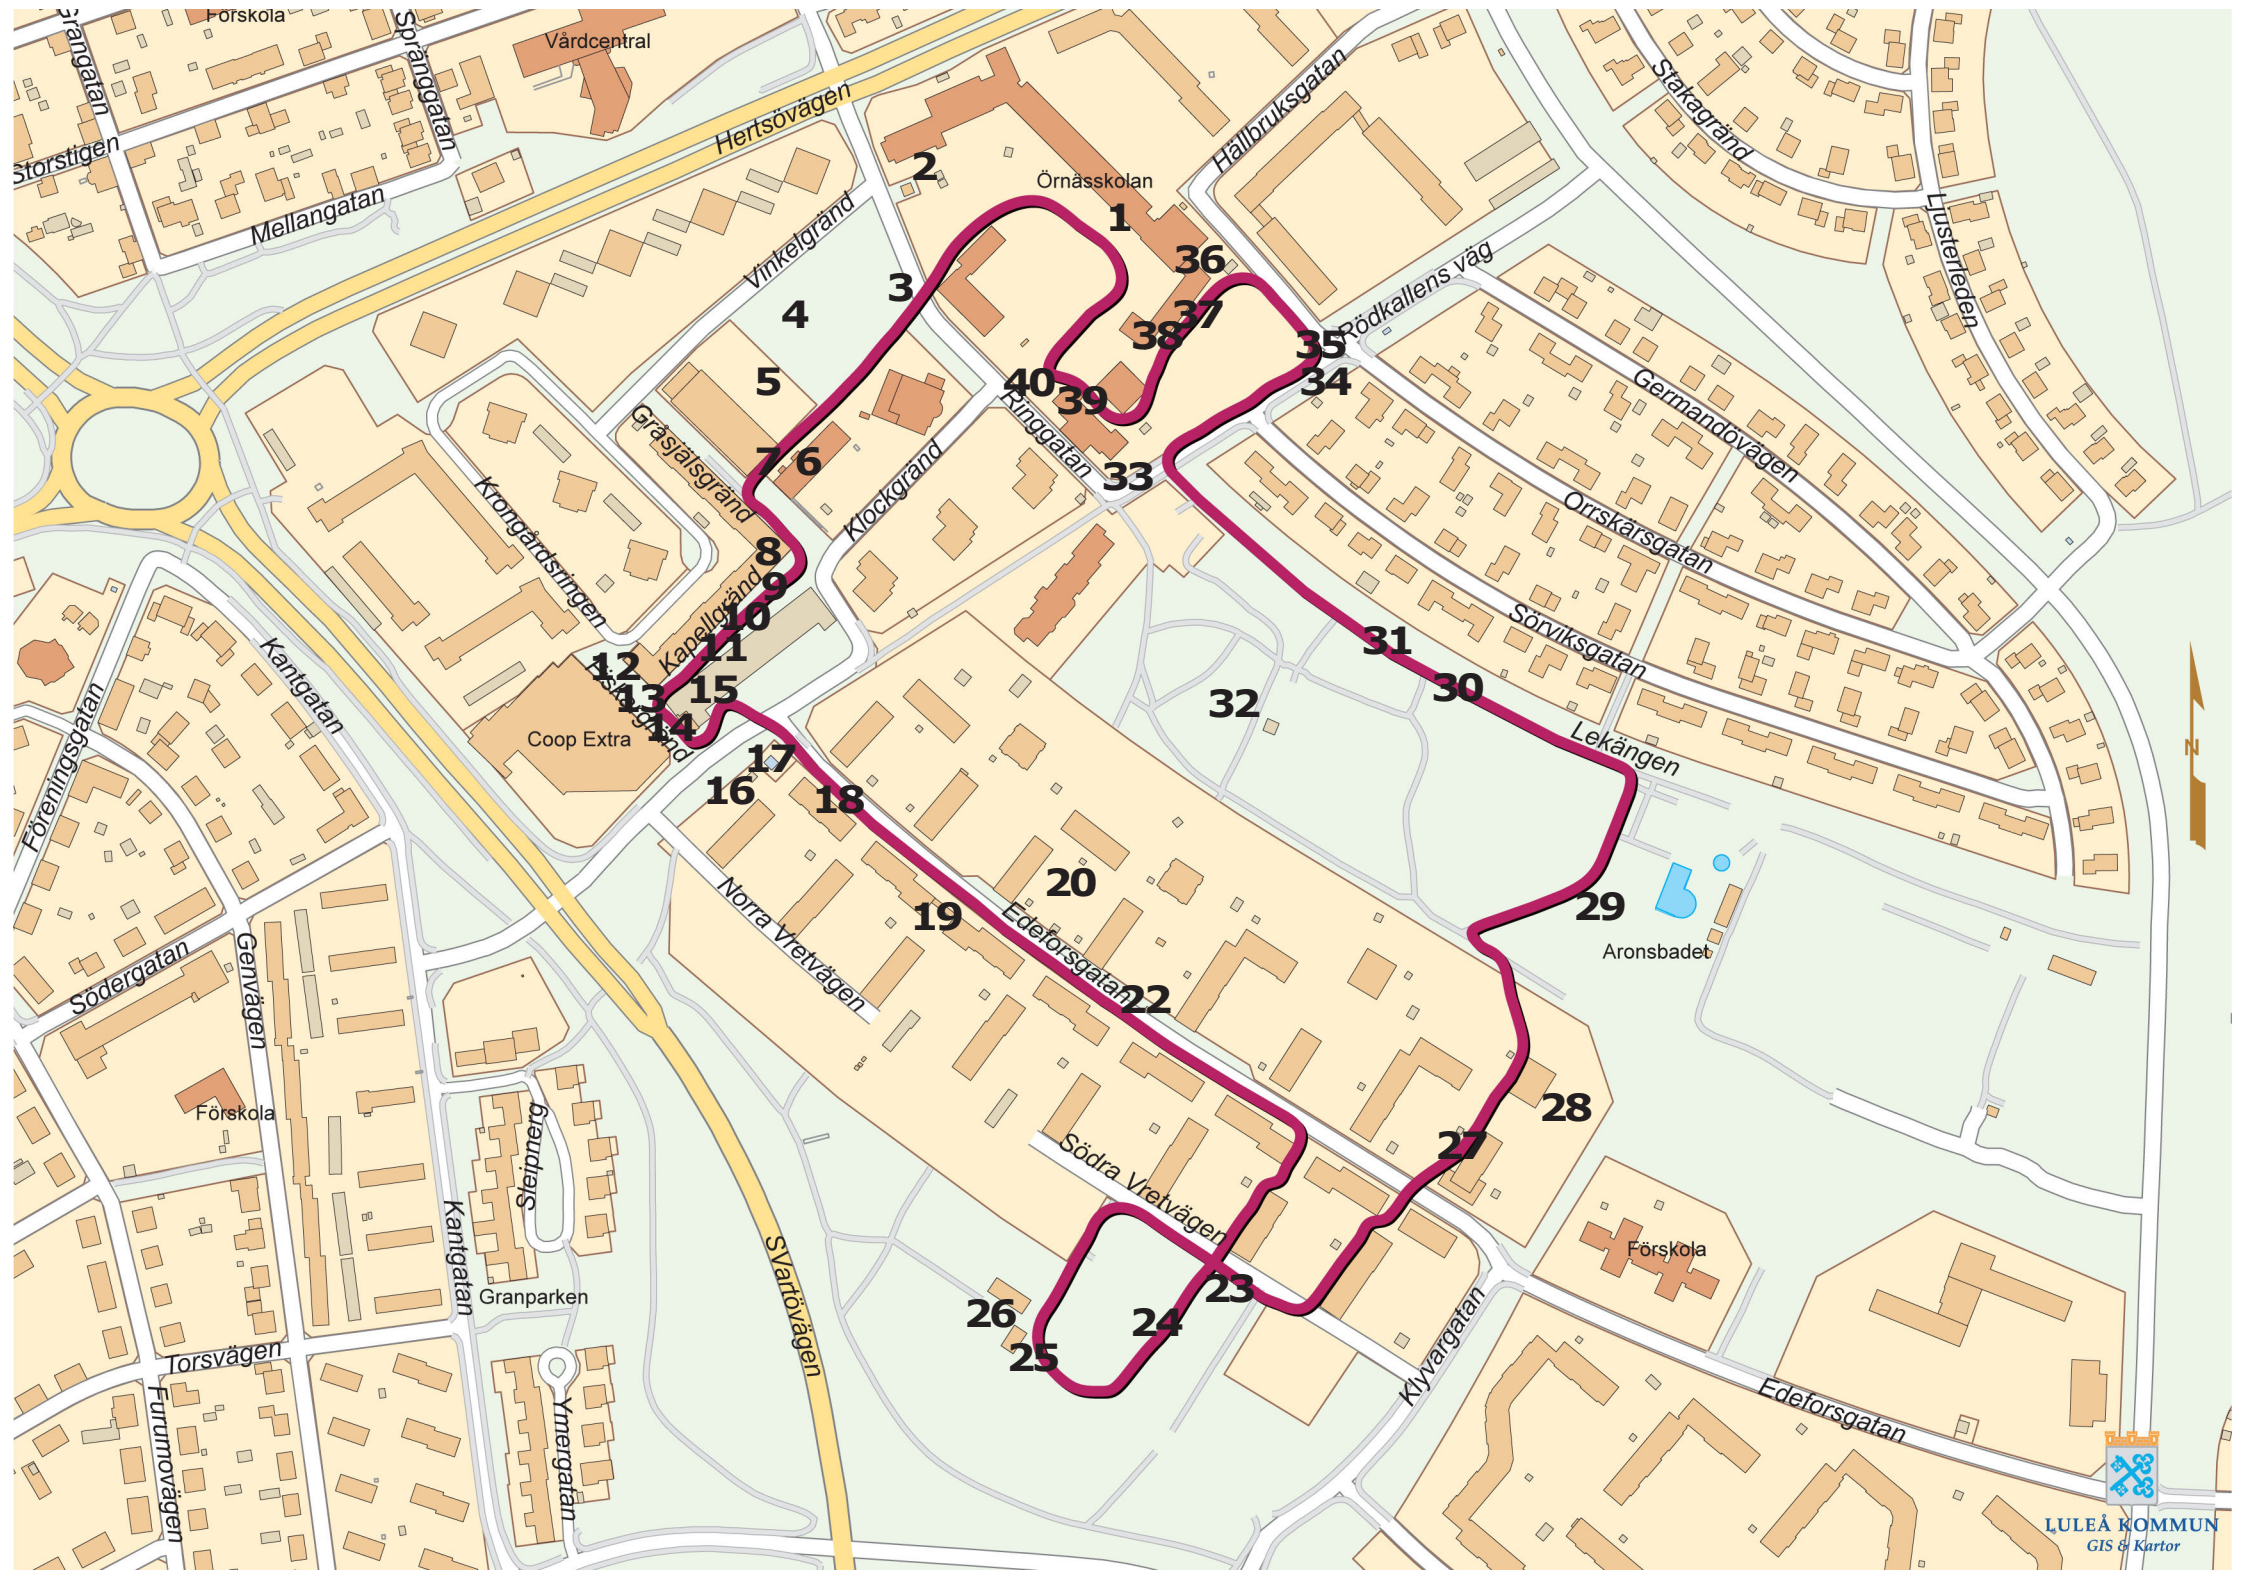 Förskola
Grangatan
Språnggatan
Vårdcentral
Storstigen
Mellangatan
Hertsövägen
Hällbruksgatan
Stakagränd
Ljusterleden
2
Örnässkolan
1
Vinkelgränd
3
4
36
37
38
35
34
Rödkallens väg
5
40
39
Ringgatan
Germandövägen
Gråsjälsgränd
7
6
33
Klockgränd
Krongårdsringen
Orrskärsgatan
8
9
10
11
Kapellgränd
Sörviksgatan
12
13
14
15
Fiskargränd
31
30
32
Kantgatan
Föreningsgatan
Coop Extra
17
16
18
Lekängen
N
20
19
Edeforsgatan
29
Aronsbadet
Norra Vretvägen
22
Södergatan
Genvägen
Förskola
28
27
Södra Vretvägen
Sleipnerg
Kantgatan
Granparken
SVartövägen
23
24
26
25
Förskola
Klyvargatan
Torsvägen
Furumovägen
Ymergatan
Edeforsgatan
LULEÅ KOMMUN
GIS & Kartor